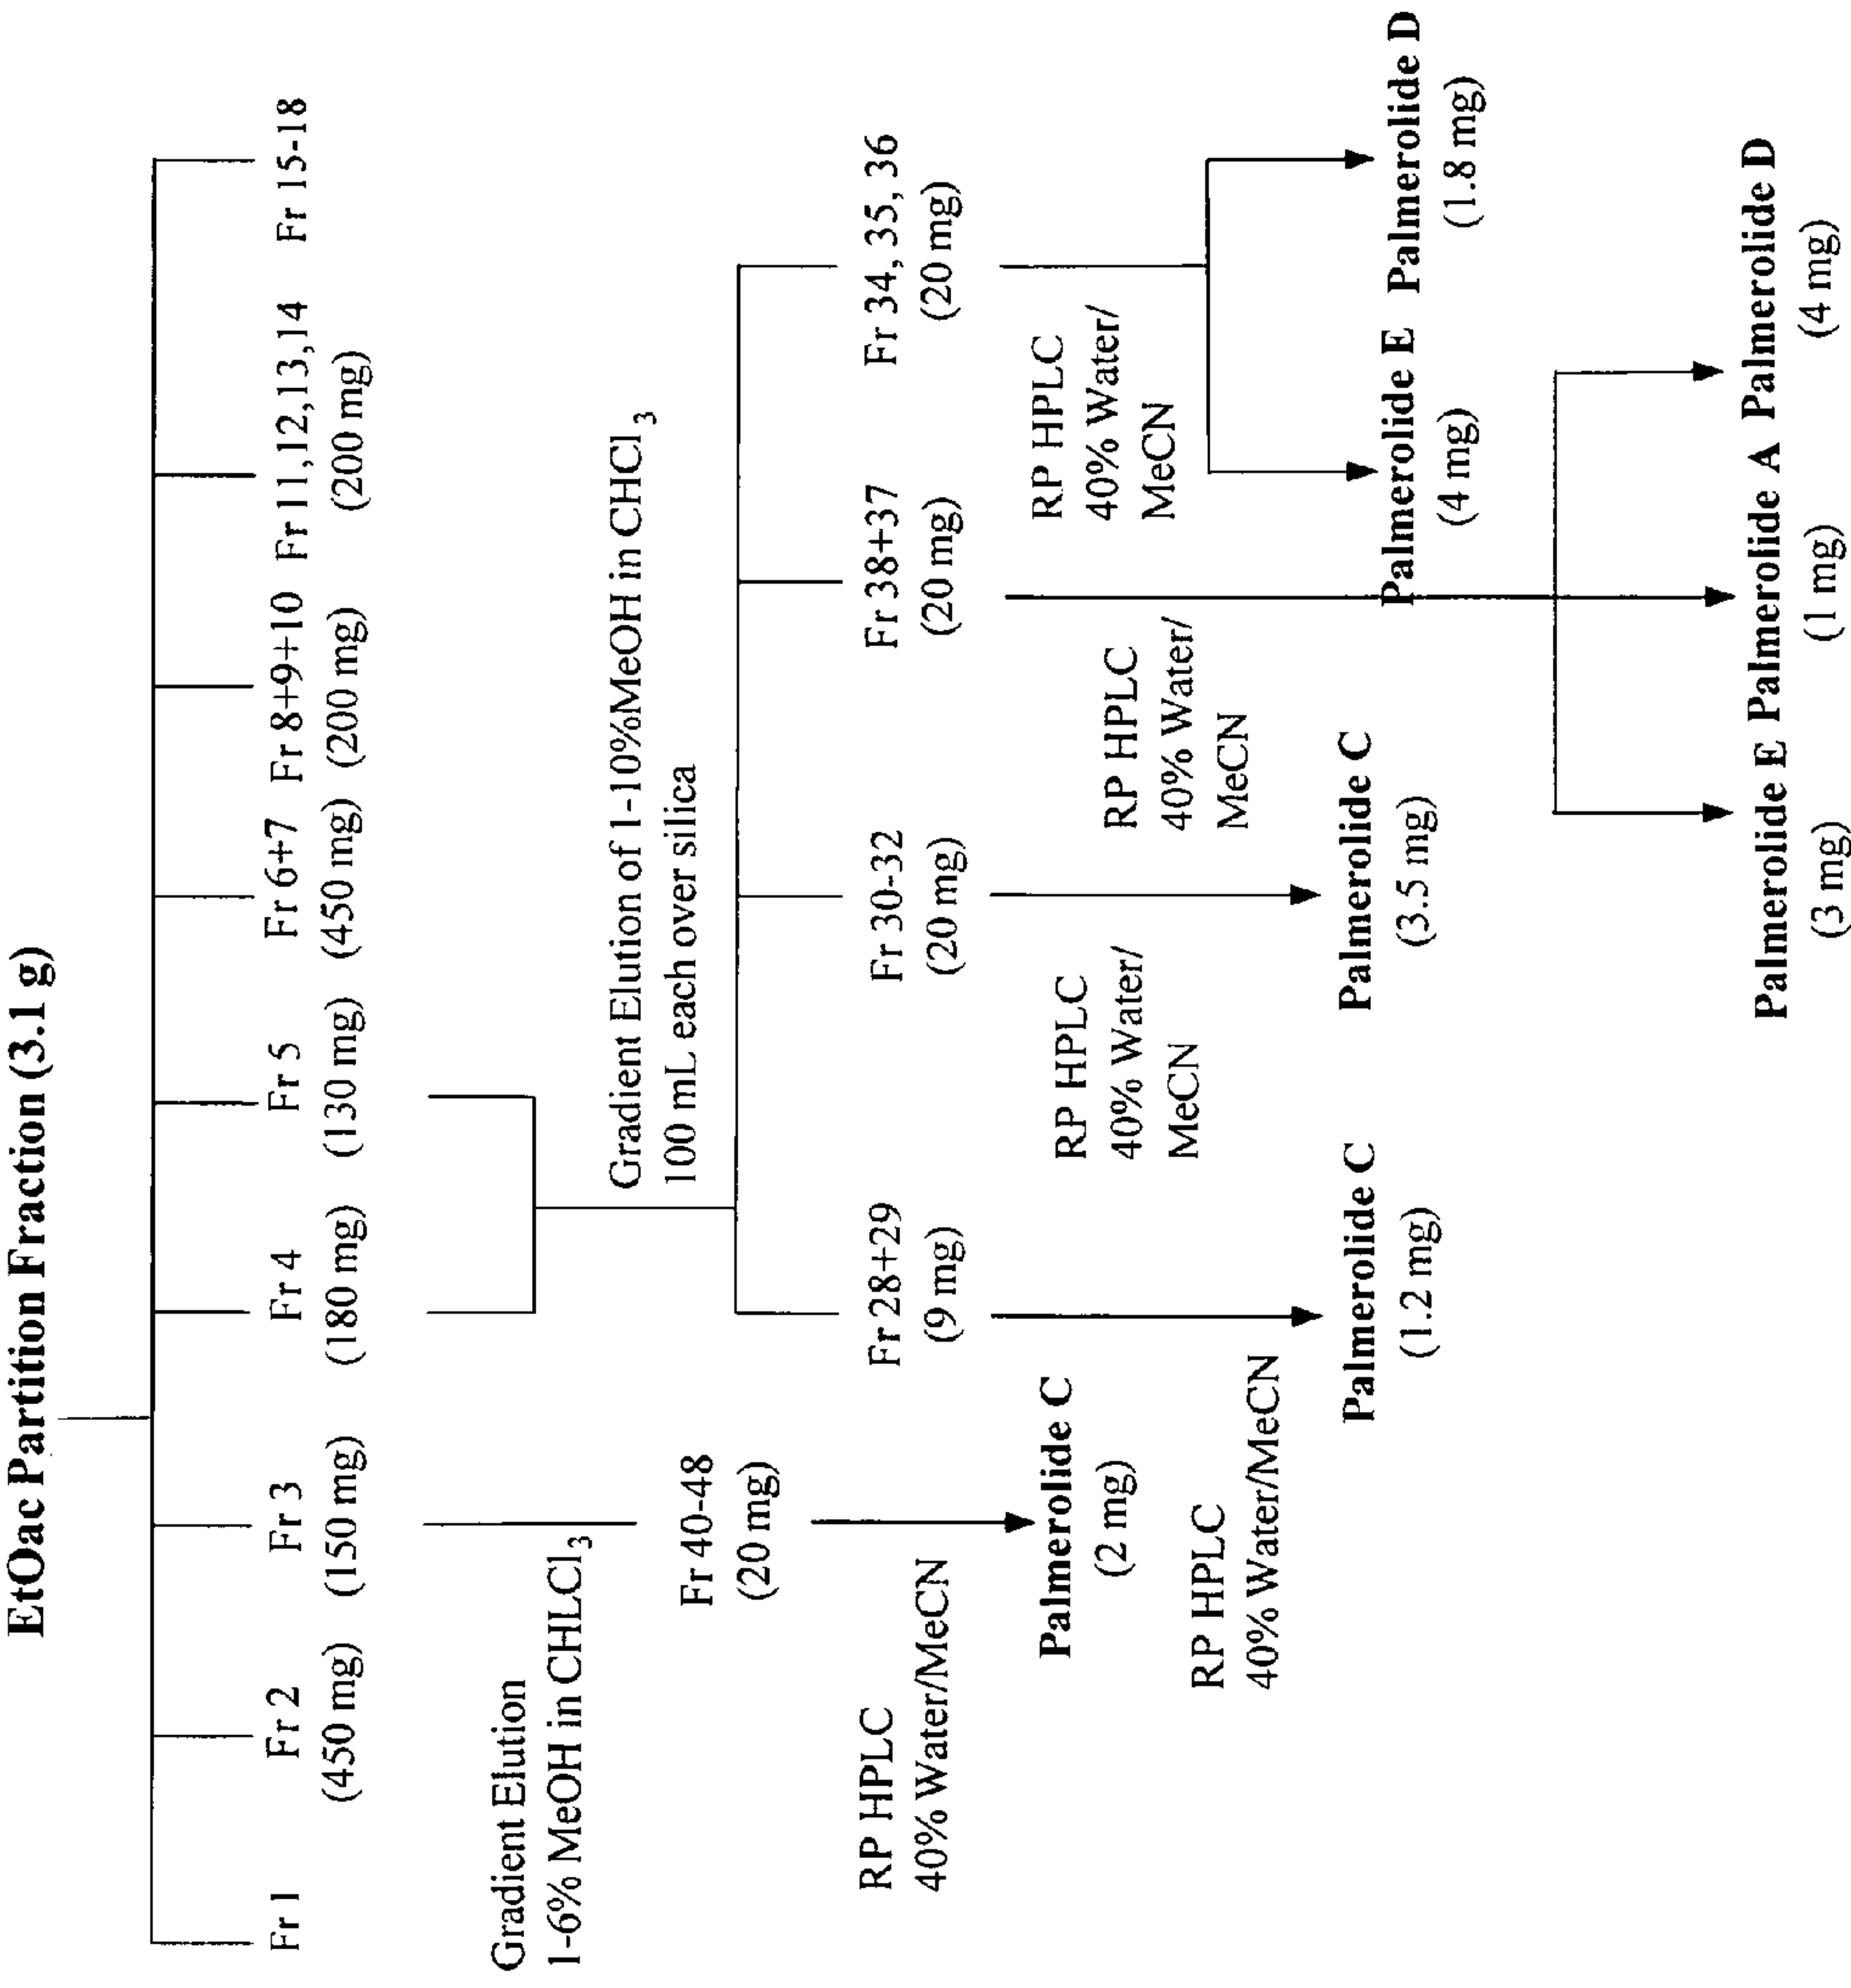 EtOac Partition Fraction (3.1 g)
Fr 1
Fr 2
(450 mg)
Fr 3
(150 mg)
Fr 4
(180 mg)
Fr 5
(130 mg)
Fr 6+7
(450 mg)
Fr 8+9+10
(200 mg)
Fr 11,12,13,14
(200 mg)
Fr 15-18
Gradient Elution
1-6% MeOH in CHLCl3
Gradient Elution of 1-10%MeOH in CHCl3
100 mL each over silica
Fr 40-48
(20 mg)
Fr 28+29
(9 mg)
Fr 30-32
(20 mg)
Fr 38+37
(20 mg)
Fr 34, 35, 36
(20 mg)
RP HPLC
40% Water/MeCN
Palmerolide C
(2 mg)
RP HPLC
40% Water/MeCN
Palmerolide C
(1.2 mg)
RP HPLC
40% Water/
MeCN
Palmerolide C
(3.5 mg)
RP HPLC
40% Water/
MeCN
RP HPLC
40% Water/
MeCN
Palmerolide E
(4 mg)
Palmerolide D
(1.8 mg)
Palmerolide E
(3 mg)
Palmerolide A
(1 mg)
Palmerolide D
(4 mg)